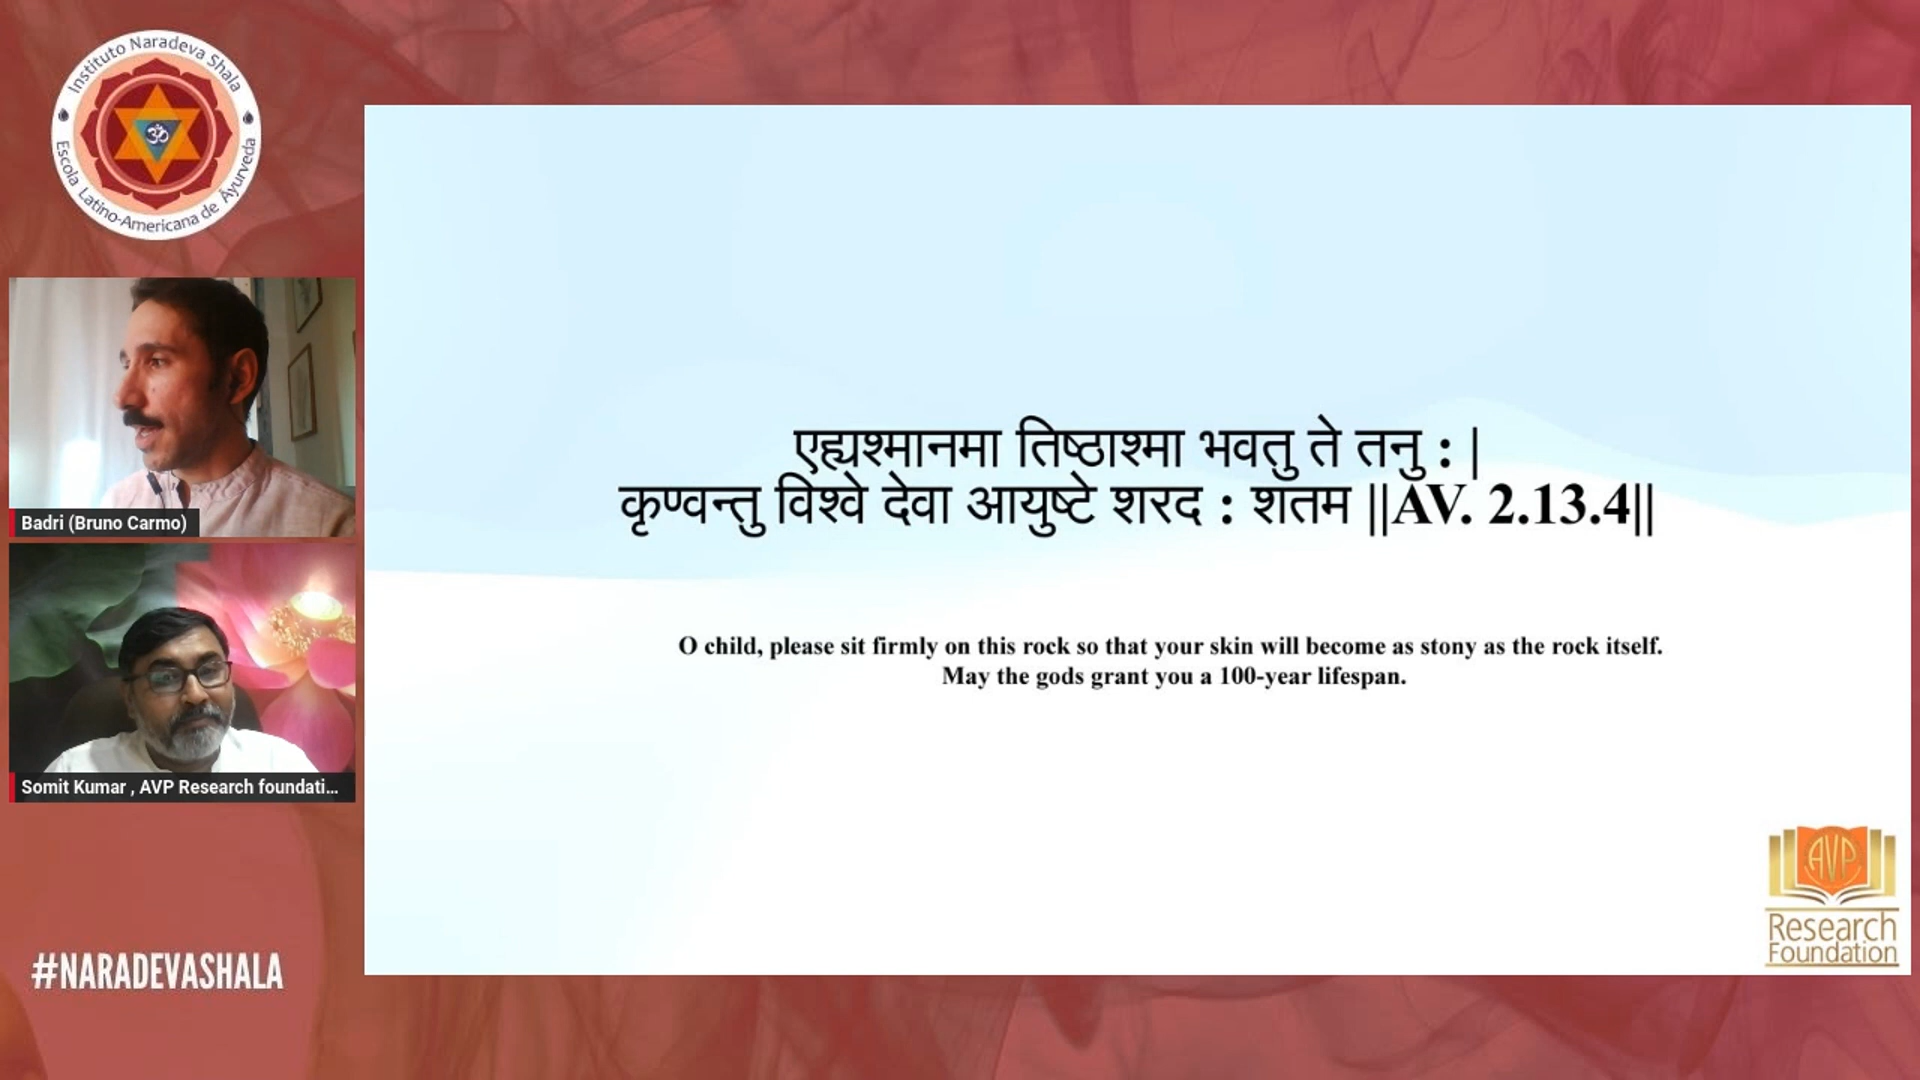 Instituto Naradeva Shala
Escola Latino-Americana de Āyurveda
ॐ
Badri (Bruno Carmo)
Somit Kumar , AVP Research foundati...
#NARADEVASHALA
एह्यश्मानमा तिष्ठाश्मा भवतु ते तनु : |
कृण्वन्तु विश्वे देवा आयुष्टे शरद : शतम ||AV. 2.13.4||
O child, please sit firmly on this rock so that your skin will become as stony as the rock itself.
May the gods grant you a 100-year lifespan.
AVP
Research
Foundation